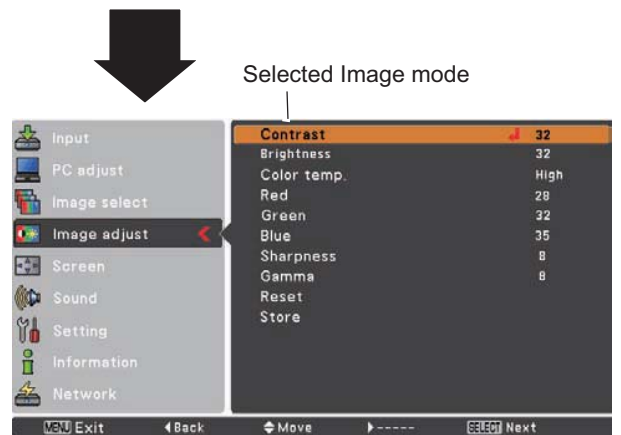 Selected Image mode
Input
PC adjust
Image select
Image adjust
Screen
Sound
Setting
Information
Network
Contrast 32
Brightness 32
Color temp. High
Red 28
Green 32
Blue 35
Sharpness 8
Gamma 8
Reset
Store
MENU Exit ◀Back ◆Move ▶----- SELECT Next